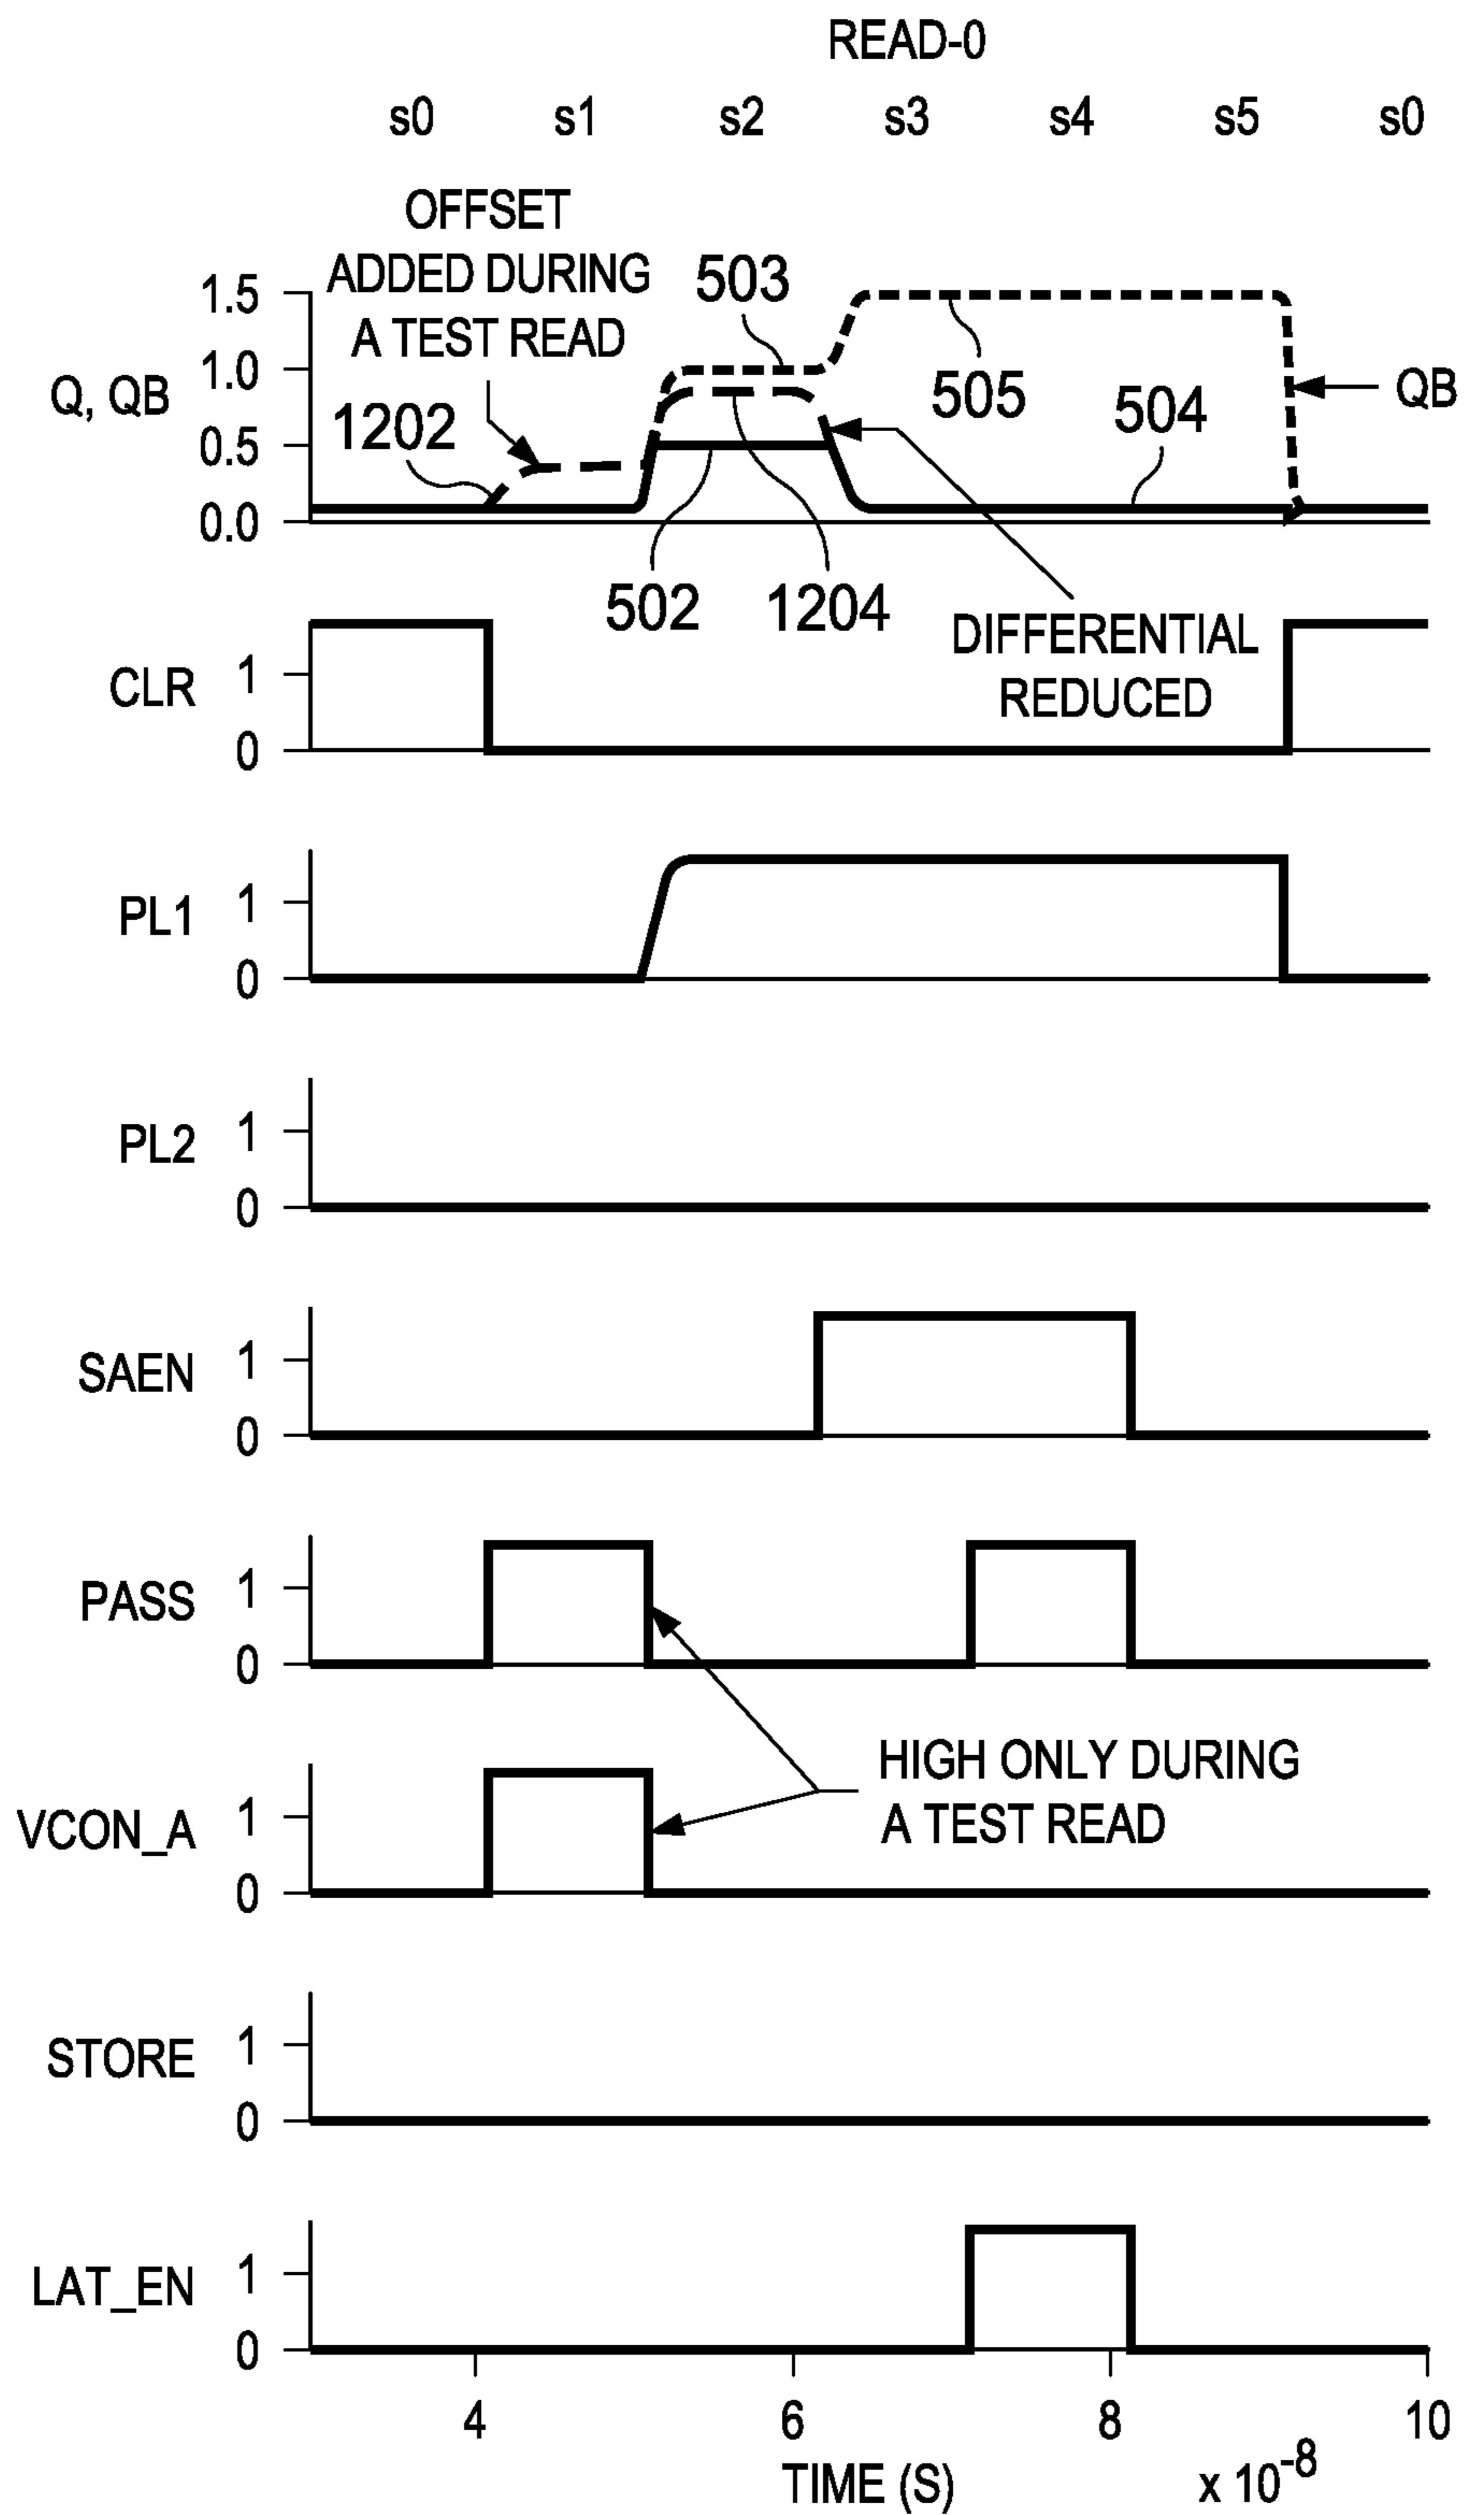 READ-0
s0 s1 s2 s3 s4 s5 s0
OFFSET
ADDED DURING
A TEST READ
503
1.5
1.0
Q, QB
0.5
0.0
1202
505
504
QB
502
1204
DIFFERENTIAL
REDUCED
CLR
1
0
PL1
1
0
PL2
1
0
SAEN
1
0
PASS
1
0
HIGH ONLY DURING
A TEST READ
VCON_A
1
0
STORE
1
0
LAT_EN
1
0
4 6 8 10
TIME (S)
x 10-8